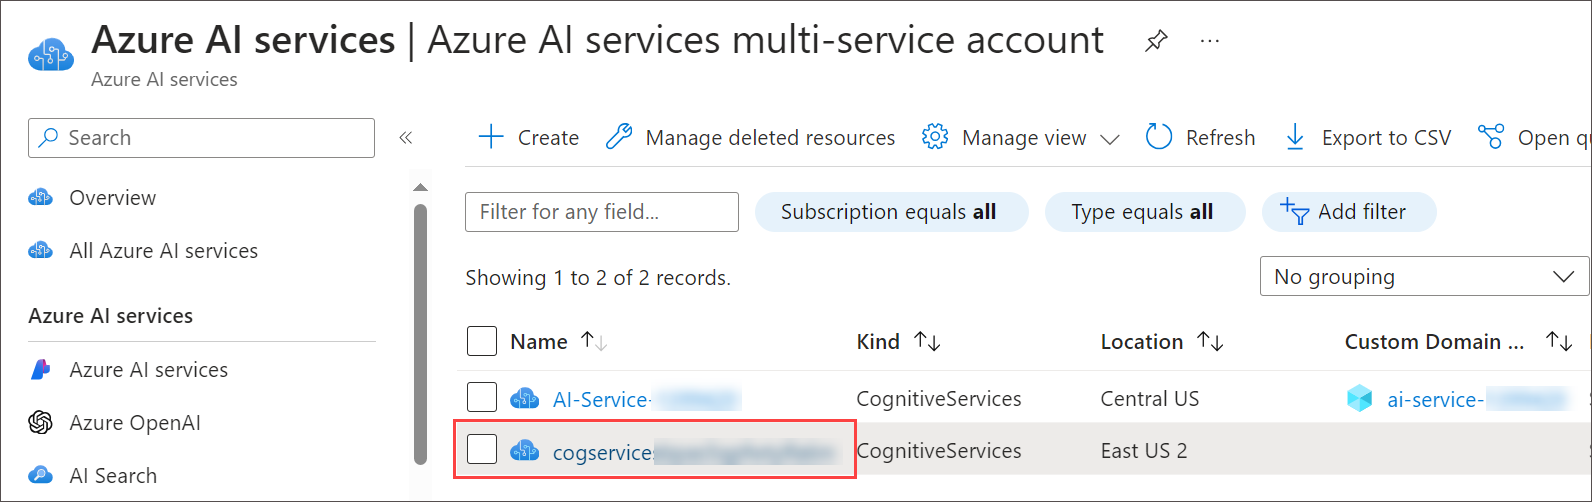 Azure AI services | Azure AI services multi-service account
Azure AI services
Search
Create
Manage deleted resources
Manage view
Refresh
Export to CSV
Open qu
Overview
All Azure AI services
Azure AI services
Azure AI services
Azure OpenAI
AI Search
Filter for any field...
Subscription equals all
Type equals all
Add filter
Showing 1 to 2 of 2 records.
No grouping
Name Kind Location Custom Domain ...
AI-Service- CognitiveServices Central US ai-service-
cogservices CognitiveServices East US 2